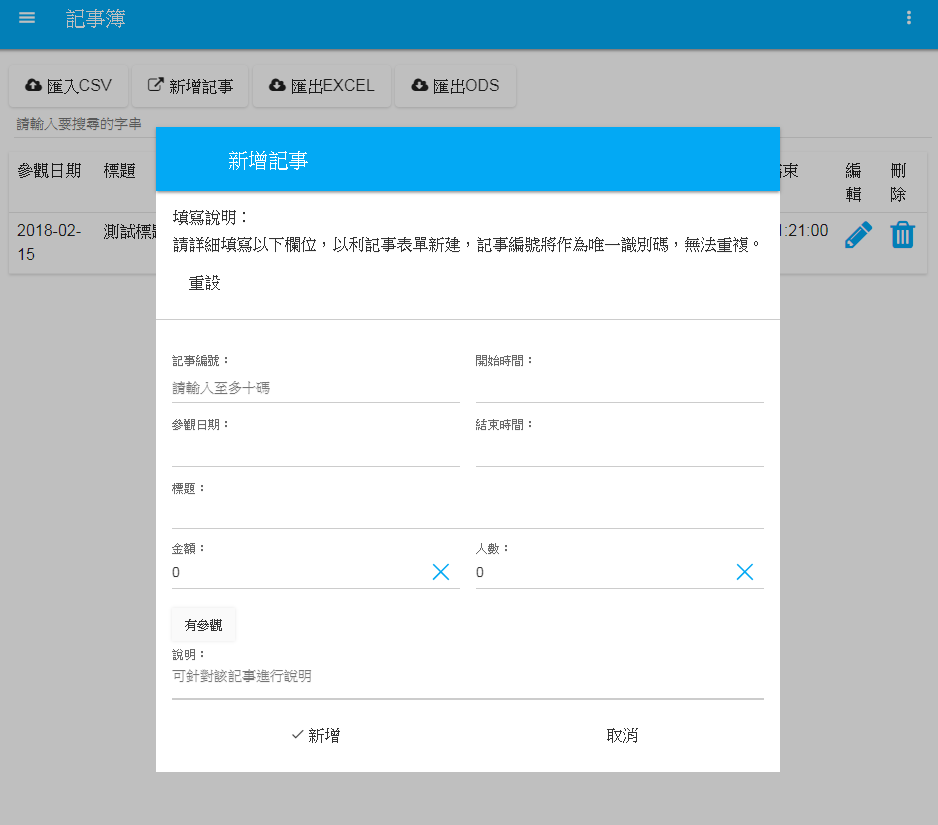 記事簿
匯入CSV 新增記事 匯出EXCEL 匯出ODS
請輸入要搜尋的字串
參觀日期 標題 束 編輯 刪除
2018-02-15 測試標 :21:00
新增記事
填寫說明：
請詳細填寫以下欄位，以利記事表單新建，記事編號將作為唯一識別碼，無法重複。
重設
記事編號： 開始時間：
請輸入至多十碼
參觀日期： 結束時間：
標題：
金額： 人數：
0 0
有參觀
說明：
可針對該記事進行說明
新增 取消